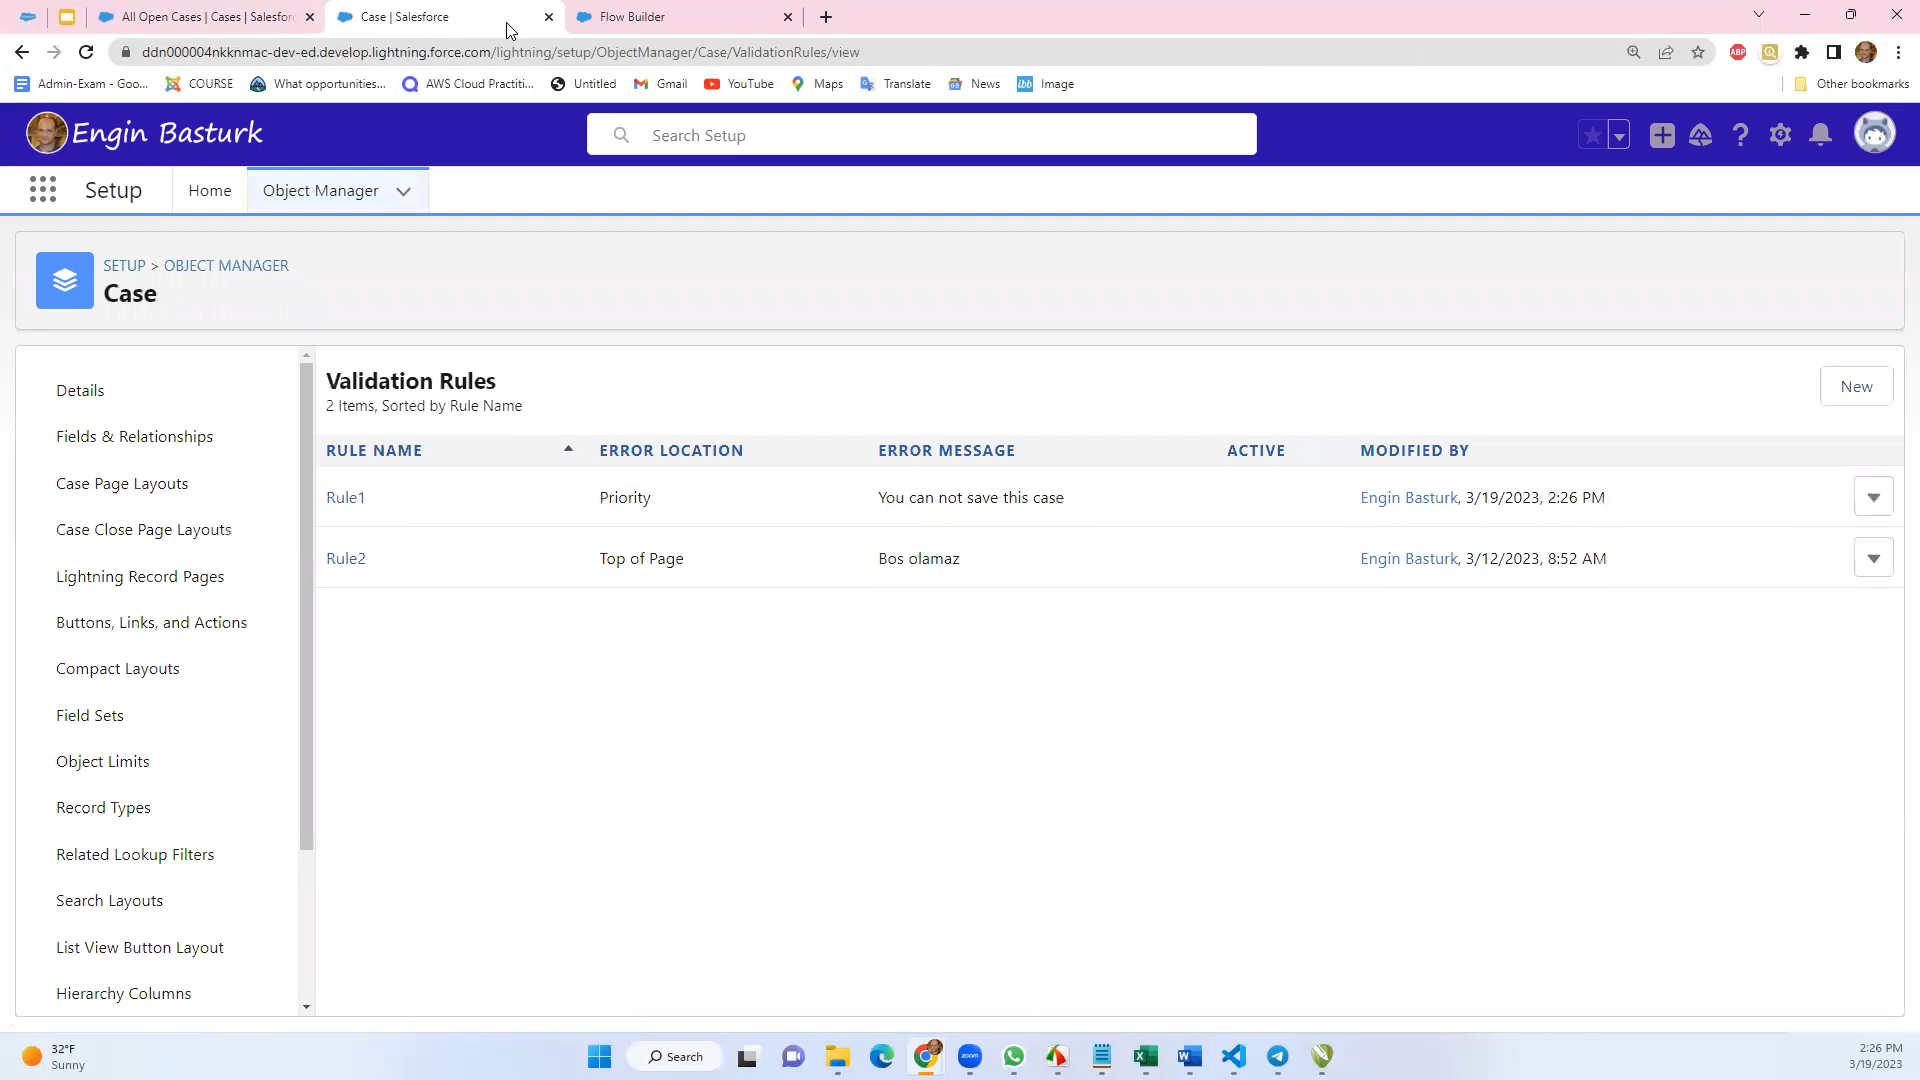 All Open Cases | Cases | Salesfor
Case | Salesforce
Flow Builder
ddn000004nkknmac-dev-ed.develop.lightning.force.com/lightning/setup/ObjectManager/Case/ValidationRules/view
Admin-Exam - Goo...
COURSE
What opportunities...
AWS Cloud Practiti...
Untitled
Gmail
YouTube
Maps
Translate
News
Image
Other bookmarks
Engin Basturk
Search Setup
Setup
Home
Object Manager
SETUP > OBJECT MANAGER
Case
Details
Fields & Relationships
Case Page Layouts
Case Close Page Layouts
Lightning Record Pages
Buttons, Links, and Actions
Compact Layouts
Field Sets
Object Limits
Record Types
Related Lookup Filters
Search Layouts
List View Button Layout
Hierarchy Columns
Validation Rules
2 Items, Sorted by Rule Name
New
RULE NAME ERROR LOCATION ERROR MESSAGE ACTIVE MODIFIED BY
Rule1 Priority You can not save this case Engin Basturk, 3/19/2023, 2:26 PM
Rule2 Top of Page Bos olamaz Engin Basturk, 3/12/2023, 8:52 AM
32°F
Sunny
Search
zoom
2:26 PM
3/19/2023
ABP
ibb